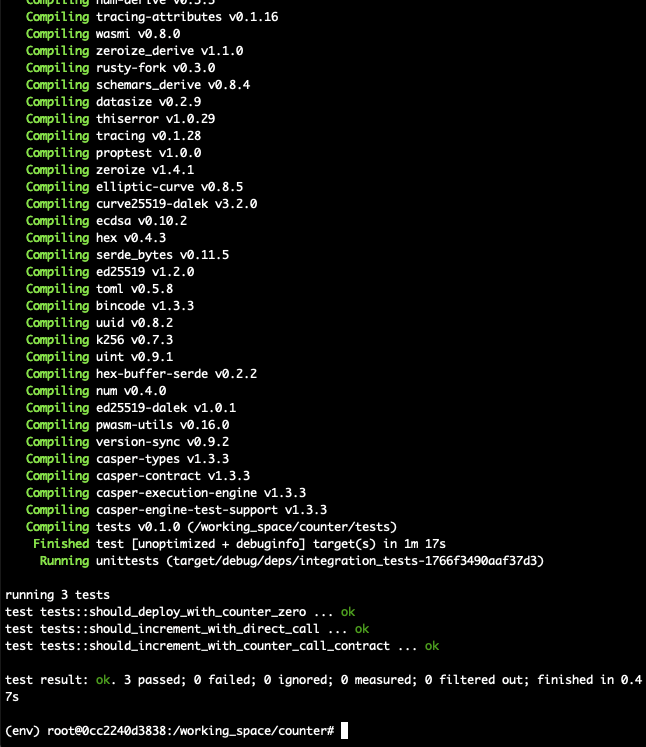 Compiling num-derive v0.3.3
Compiling tracing-attributes v0.1.16
Compiling wasmi v0.8.0
Compiling zeroize_derive v1.1.0
Compiling rusty-fork v0.3.0
Compiling schemars_derive v0.8.4
Compiling datasize v0.2.9
Compiling thiserror v1.0.29
Compiling tracing v0.1.28
Compiling proptest v1.0.0
Compiling zeroize v1.4.1
Compiling elliptic-curve v0.8.5
Compiling curve25519-dalek v3.2.0
Compiling ecdsa v0.10.2
Compiling hex v0.4.3
Compiling serde_bytes v0.11.5
Compiling ed25519 v1.2.0
Compiling toml v0.5.8
Compiling bincode v1.3.3
Compiling uuid v0.8.2
Compiling k256 v0.7.3
Compiling uint v0.9.1
Compiling hex-buffer-serde v0.2.2
Compiling num v0.4.0
Compiling ed25519-dalek v1.0.1
Compiling pwasm-utils v0.16.0
Compiling version-sync v0.9.2
Compiling casper-types v1.3.3
Compiling casper-contract v1.3.3
Compiling casper-execution-engine v1.3.3
Compiling casper-engine-test-support v1.3.3
Compiling tests v0.1.0 (/working_space/counter/tests)
Finished test [unoptimized + debuginfo] target(s) in 1m 17s
Running unittests (target/debug/deps/integration_tests-1766f3490aaf37d3)
running 3 tests
test tests::should_deploy_with_counter_zero ... ok
test tests::should_increment_with_direct_call ... ok
test tests::should_increment_with_counter_call_contract ... ok
test result: ok. 3 passed; 0 failed; 0 ignored; 0 measured; 0 filtered out; finished in 0.4
7s
(env) root@0cc2240d3838:/working_space/counter#